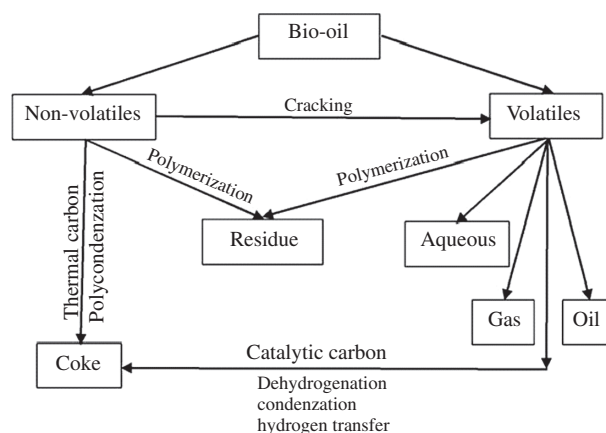 Bio-oil
Non-volatiles
Cracking
Volatiles
Polymerization
Polymerization
Thermal carbon
Polycondenzation
Residue
Aqueous
Gas
Oil
Coke
Catalytic carbon
Dehydrogenation
condenzation
hydrogen transfer